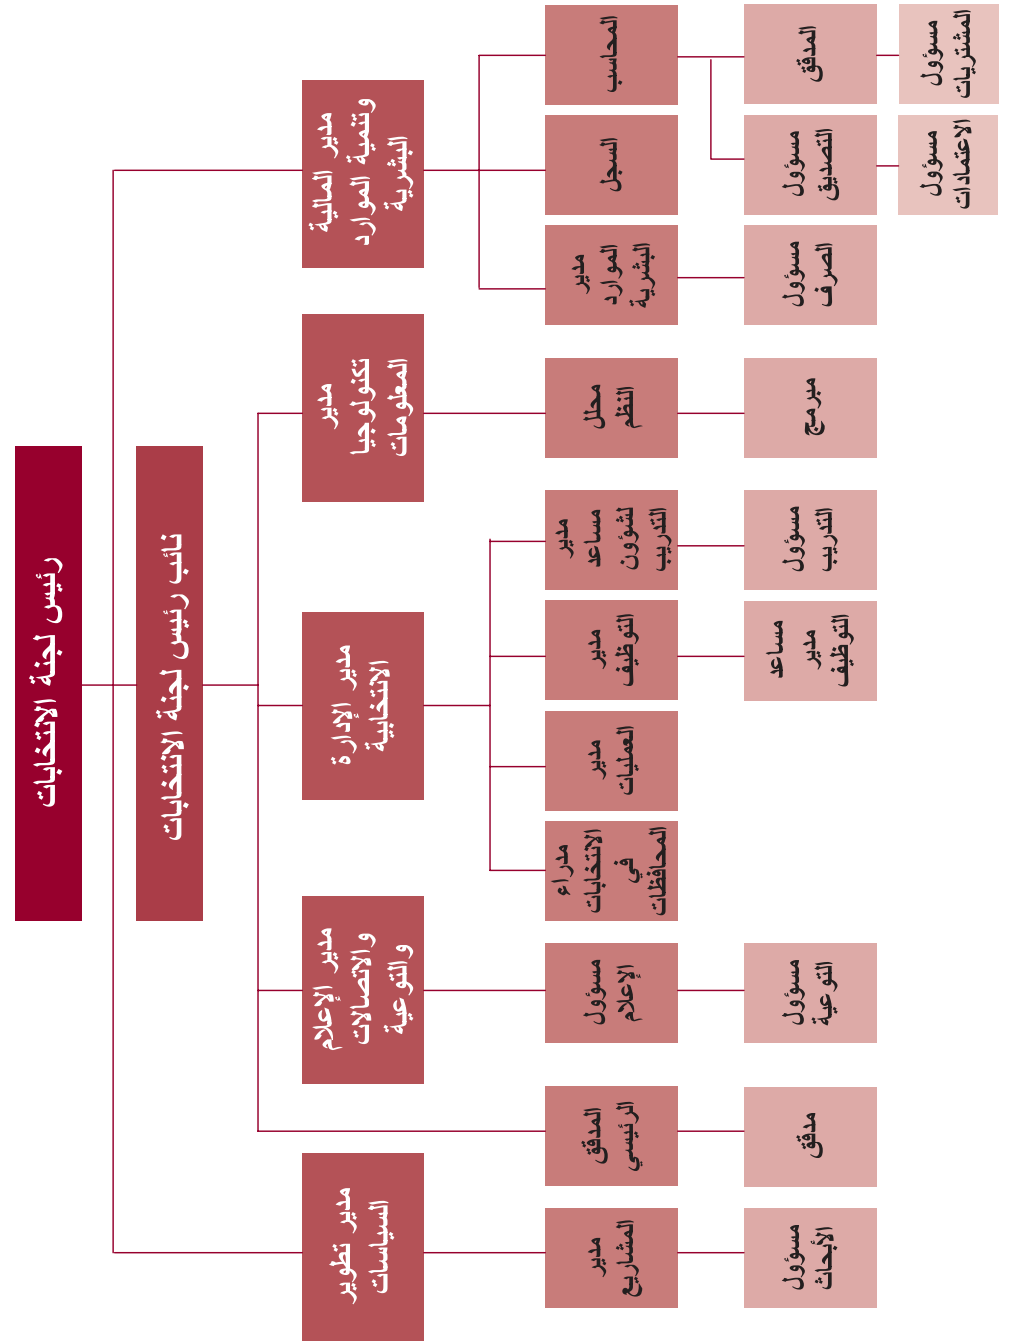 رئيس لجنة الانتخابات
نائب رئيس لجنة الانتخابات
مدير المالية
وتنمية الموارد
البشرية
مدير
تكنولوجيا
المعلومات
مدير الإدارة
الانتخابية
مدير الإعلام
والاتصالات
والتوعية
مدير تطوير
السياسات
المحاسب
السجل
مدير
الموارد
البشرية
محلل
النظم
مدير
مساعد
لشؤون
التدريب
مدير
التوظيف
مدير
العمليات
مدراء
الانتخابات
في
المحافظات
مسؤول
الإعلام
المدقق
الرئيسي
مدير
المشاريع
المدقق
مسؤول
التصديق
مسؤول
الصرف
مبرمج
مسؤول
التدريب
مساعد
مدير
التوظيف
مسؤول
التوعية
مدقق
مسؤول
الأبحاث
مسؤول
المشتريات
مسؤول
الاعتمادات